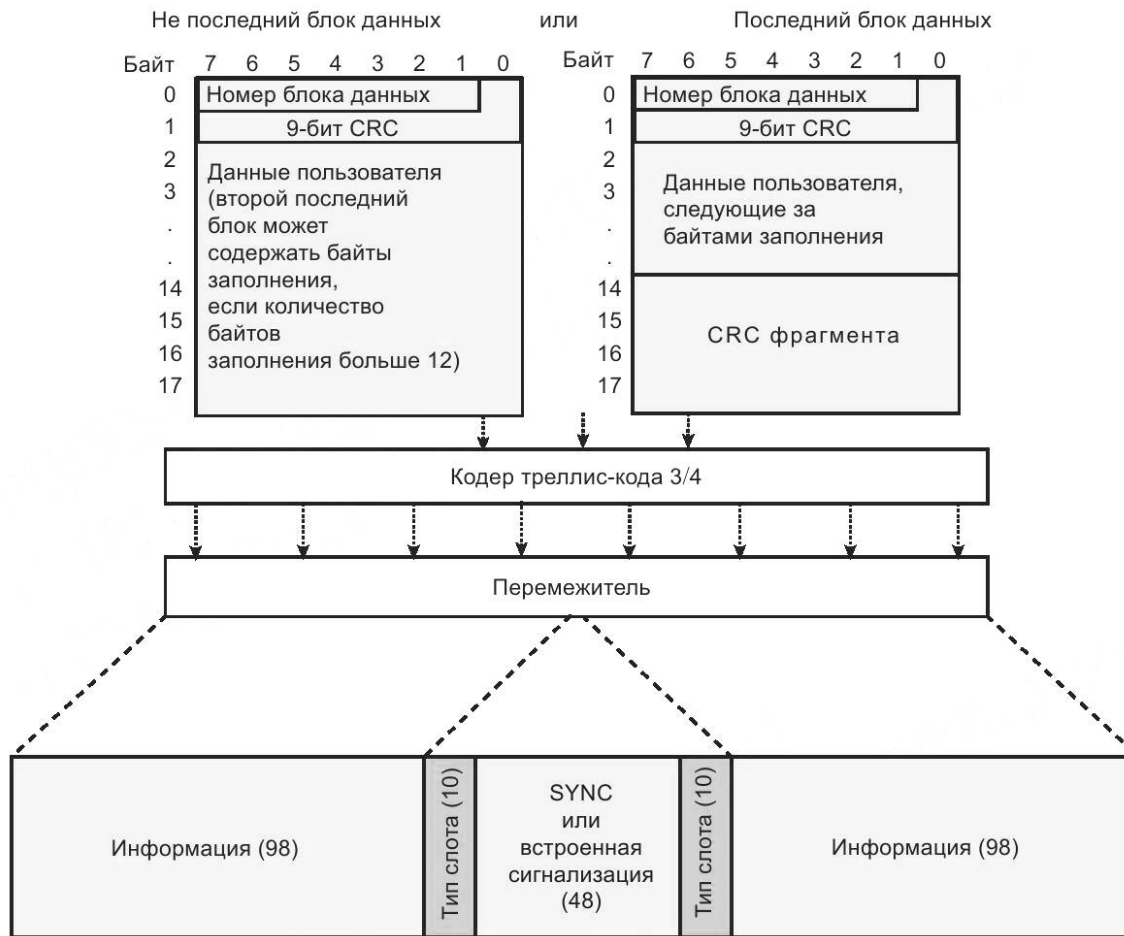 Не последний блок данных или Последний блок данных
Байт 7 6 5 4 3 2 1 0
0 Номер блока данных
1 9-бит CRC
2
3
.
.
14
15
16
17
Данные пользователя
(второй последний
блок может
содержать байты
заполнения,
если количество
байтов
заполнения больше 12)
Байт 7 6 5 4 3 2 1 0
0 Номер блока данных
1 9-бит CRC
2
3
.
.
14
15
16
17
Данные пользователя,
следующие за
байтами заполнения
CRC фрагмента
Кодер треллис-кода 3/4
Перемежитель
Информация (98)
Тип слота (10)
SYNC
или
встроенная
сигнализация
(48)
Тип слота (10)
Информация (98)